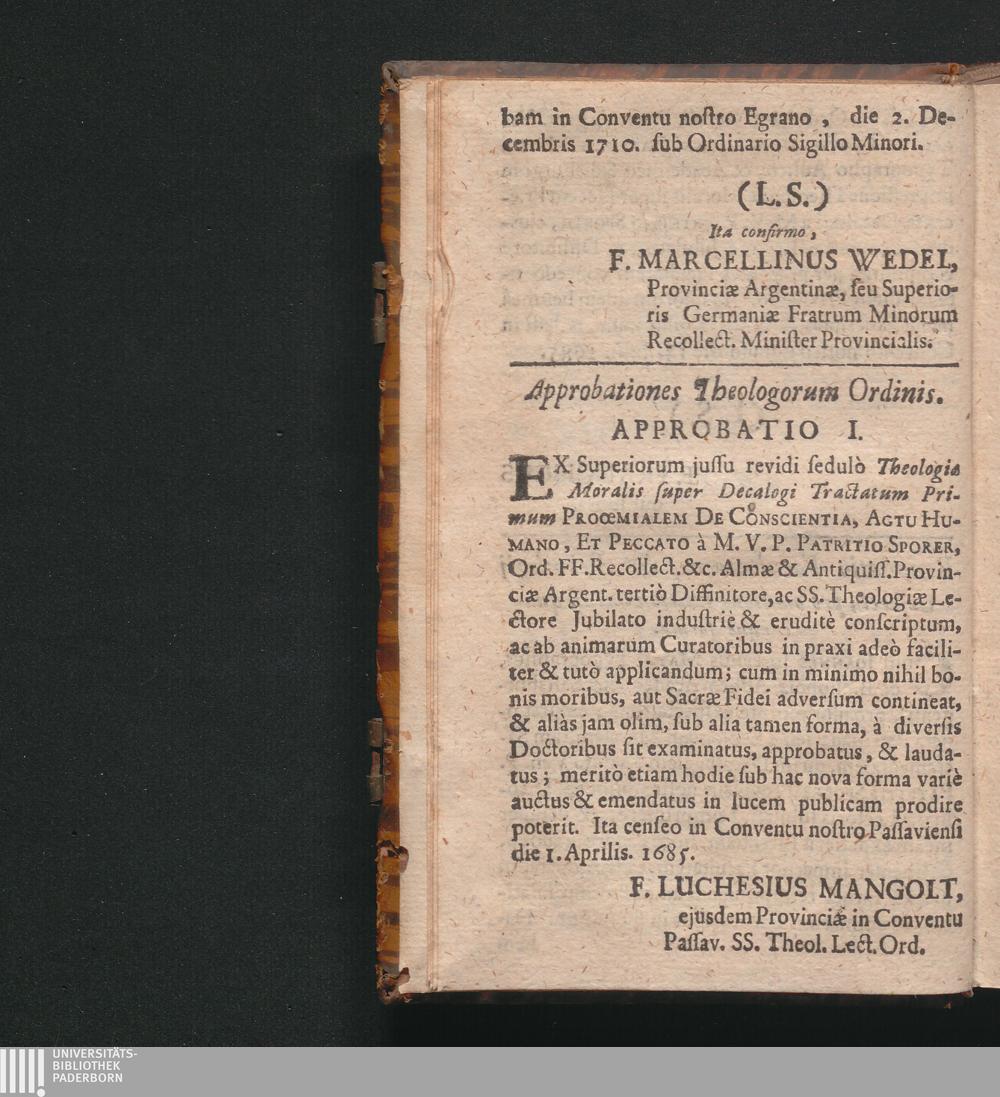 bam in Conventu noſtro Egrano, die 2. De-
cembris 1710. ſub Ordinario Sigillo Minori.
(L. S.)
Ita confirmo,
F. MARCELLINUS WEDEL,
Provinciæ Argentinæ, ſeu Superio-
ris Germaniæ Fratrum Minorum
Recollect. Miniſter Provincialis.
Approbationes Theologorum Ordinis.
APPROBATIO I.
EX Superiorum juſſu revidi ſedulò Theologiæ
Moralis ſuper Decalogi Tractatum Pri-
mum PROOEMIALEM DE CONSCIENTIA, ACTU HU-
MANO, ET PECCATO à M. V. P. PATRITIO SPORER,
Ord. FF. Recollect. &c. Almæ & Antiquiſſ. Provin-
ciæ Argent. tertiò Diffinitore, ac SS. Theologiæ Le-
ctore Jubilato induſtriè & eruditè conſcriptum,
ac ab animarum Curatoribus in praxi adeò facili-
ter & tutò applicandum; cum in minimo nihil bo-
nis moribus, aut Sacræ Fidei adverſum contineat,
& aliàs jam olim, ſub alia tamen forma, à diverſis
Doctoribus ſit examinatus, approbatus, & lauda-
tus; meritò etiam hodie ſub hac nova forma variè
auctus & emendatus in lucem publicam prodire
poterit. Ita cenſeo in Conventu noſtro Paſſavienſi
die 1. Aprilis. 1685.
F. LUCHESIUS MANGOLT,
ejusdem Provinciæ in Conventu
Paſſav. SS. Theol. Lect. Ord.
UNIVERSITÄTS-
BIBLIOTHEK
PADERBORN